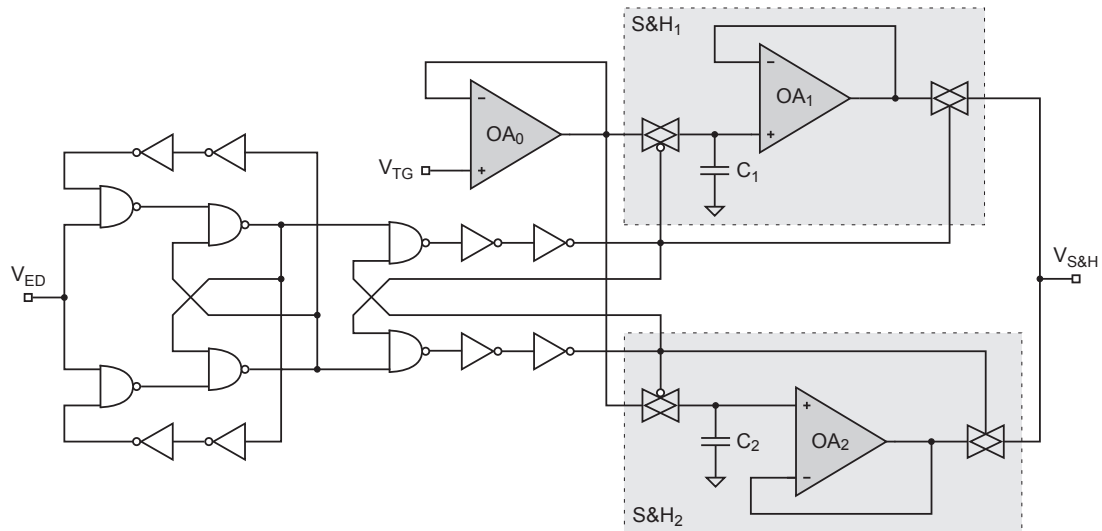 S&H1
−
OA1
+
−
OA0
+
VTG
C1
VED
VS&H
+
C2
OA2
−
S&H2